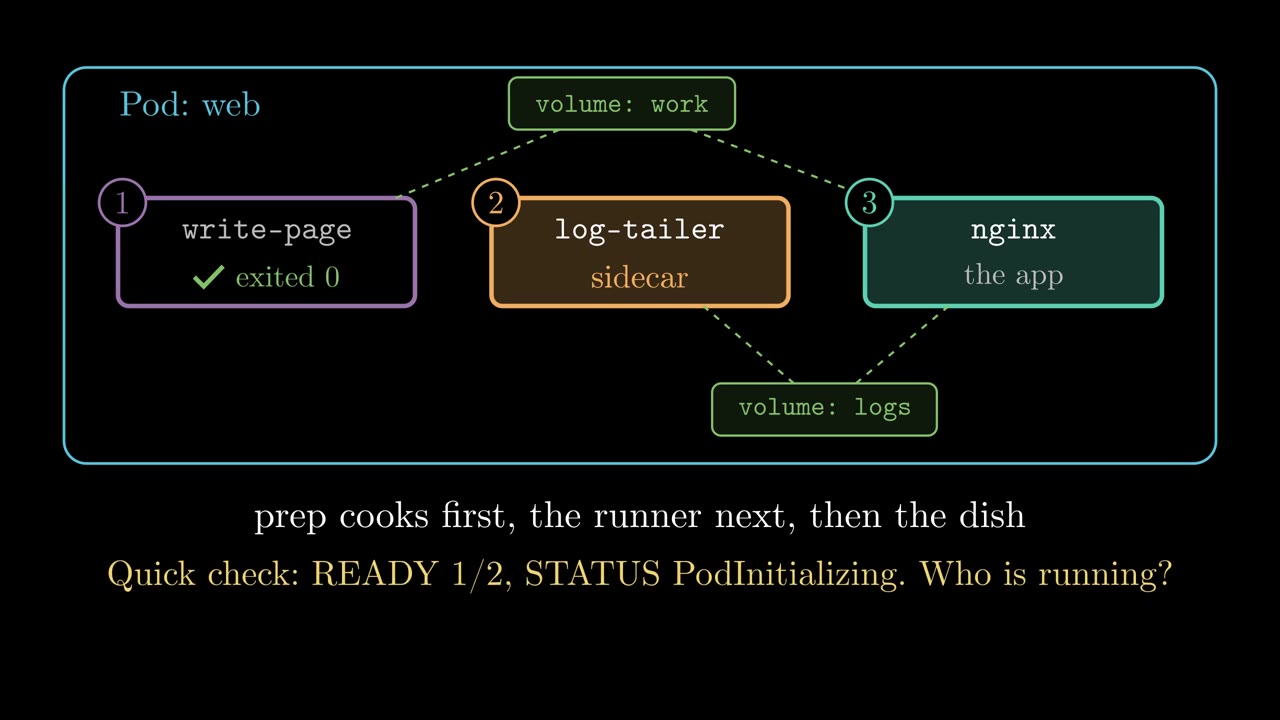 Pod: web
volume: work
1
write-page
exited 0
2
log-tailer
sidecar
3
nginx
the app
volume: logs
prep cooks first, the runner next, then the dish
Quick check: READY 1/2, STATUS PodInitializing. Who is running?